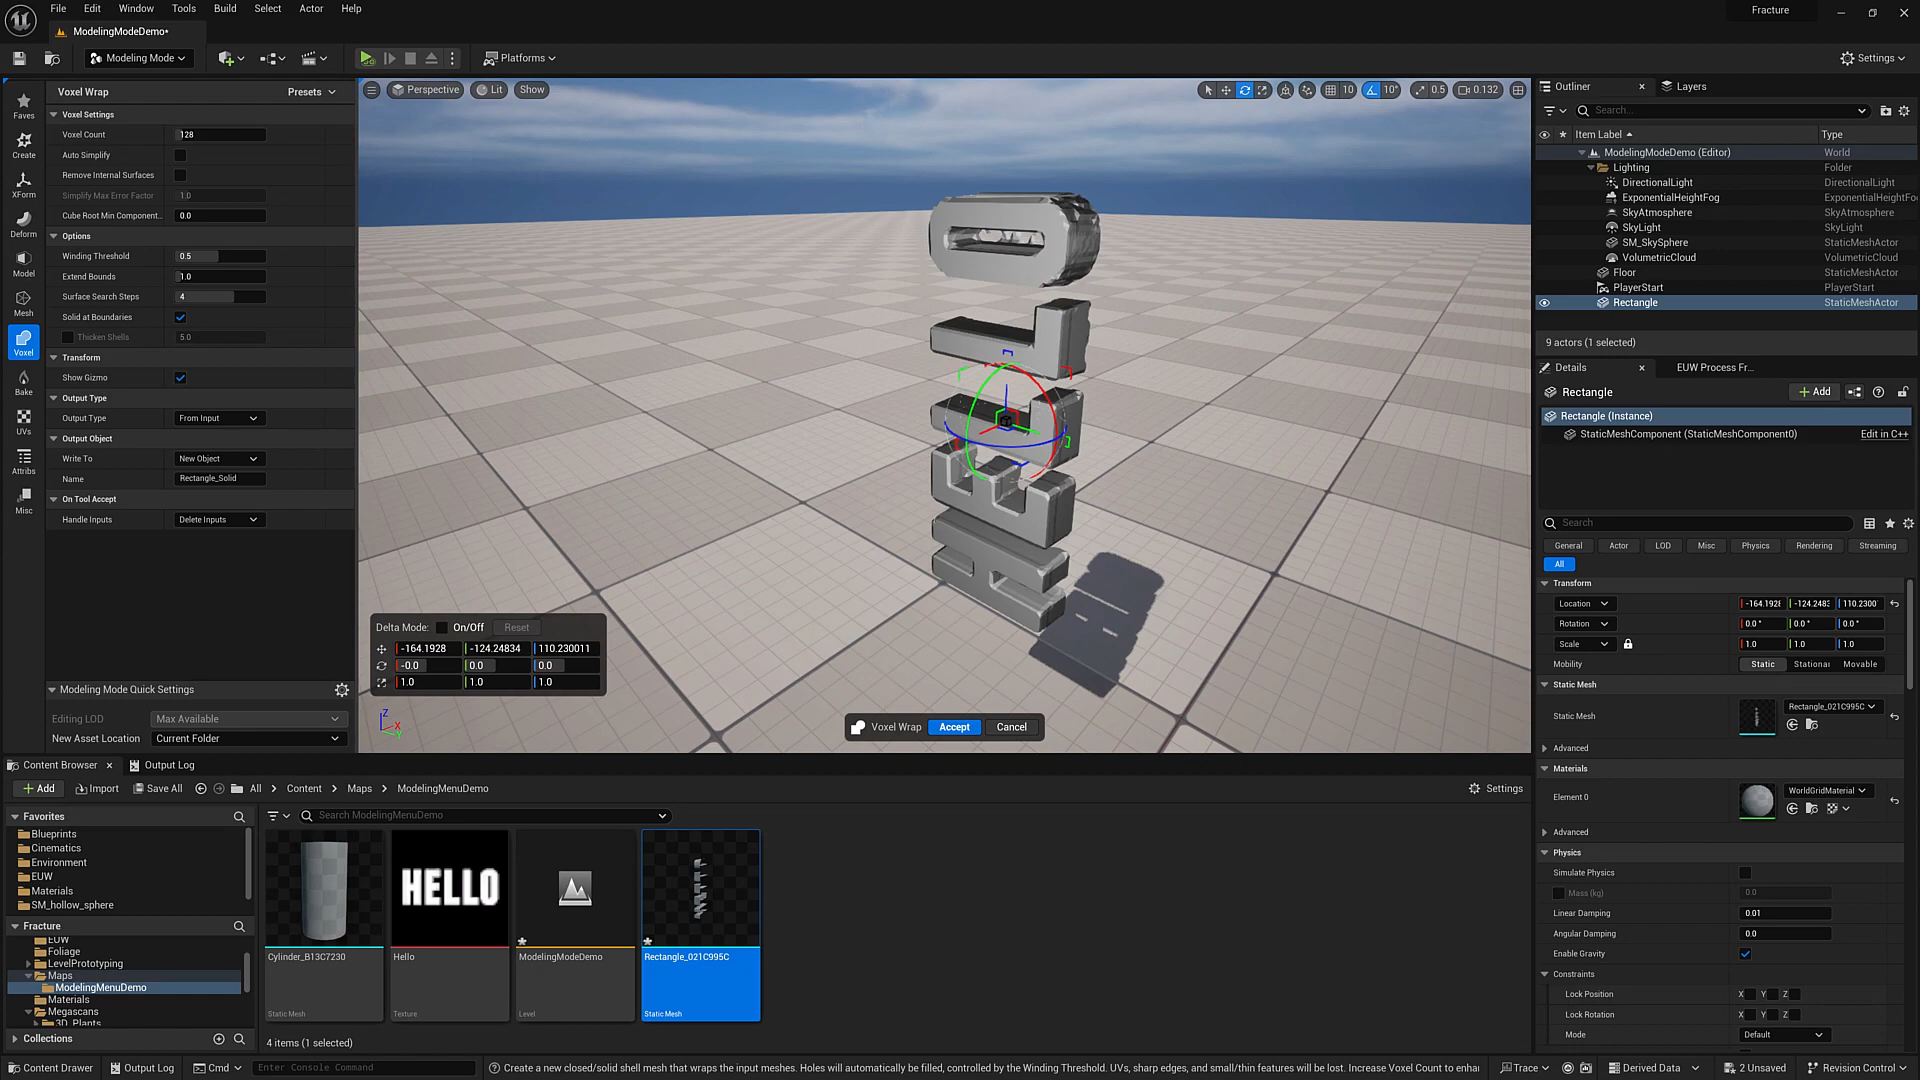 File Edit Window Tools Build Select Actor Help
Fracture
ModelingModeDemo*
Modeling Mode
Platforms
Settings
Faves
Create
XForm
Deform
Model
Mesh
Voxel
Bake
UVs
Attribs
Misc
Voxel Wrap Presets
Voxel Settings
Voxel Count 128
Auto Simplify
Remove Internal Surfaces
Simplify Max Error Factor 1.0
Cube Root Min Component... 0.0
Options
Winding Threshold 0.5
Extend Bounds 1.0
Surface Search Steps 4
Solid at Boundaries
Thicken Shells 5.0
Transform
Show Gizmo
Output Type
Output Type From Input
Output Object
Write To New Object
Name Rectangle_Solid
On Tool Accept
Handle Inputs Delete Inputs
Modeling Mode Quick Settings
Editing LOD Max Available
New Asset Location Current Folder
Perspective Lit Show
10 10° 0.5 0.132
Delta Mode: On/Off Reset
-164.1928 -124.24834 110.230011
-0.0 0.0 0.0
1.0 1.0 1.0
Z
X
Y
Voxel Wrap Accept Cancel
Outliner Layers
Search...
Item Label Type
ModelingModeDemo (Editor) World
Lighting Folder
DirectionalLight DirectionalLight
ExponentialHeightFog ExponentialHeightFo
SkyAtmosphere SkyAtmosphere
SkyLight SkyLight
SM_SkySphere StaticMeshActor
VolumetricCloud VolumetricCloud
Floor StaticMeshActor
PlayerStart PlayerStart
Rectangle StaticMeshActor
9 actors (1 selected)
Details EUW Process Fr...
Rectangle Add
Rectangle (Instance)
StaticMeshComponent (StaticMeshComponent0) Edit in C++
Search
General Actor LOD Misc Physics Rendering Streaming
All
Transform
Location -164.1928 -124.2483 110.2300
Rotation 0.0° 0.0° 0.0°
Scale 1.0 1.0 1.0
Mobility Static Stationar Movable
Static Mesh
Static Mesh Rectangle_021C995C
Advanced
Materials
Element 0 WorldGridMaterial
Advanced
Physics
Simulate Physics
Mass (kg) 0.0
Linear Damping 0.01
Angular Damping 0.0
Enable Gravity
Constraints
Lock Position X Y Z
Lock Rotation X Y Z
Mode Default
Content Browser Output Log
Add Import Save All All Content Maps ModelingMenuDemo Settings
Favorites
Blueprints
Cinematics
Environment
EUW
Materials
SM_hollow_sphere
Fracture
EUW
Foliage
LevelPrototyping
Maps
ModelingMenuDemo
Materials
Megascans
3D_Plants
Collections
Search ModelingMenuDemo
HELLO
Cylinder_B13C7230
Static Mesh
Hello
Texture
ModelingModeDemo
Level
Rectangle_021C995C
Static Mesh
4 items (1 selected)
Content Drawer Output Log Cmd Enter Console Command Create a new closed/solid shell mesh that wraps the input meshes. Holes will automatically be filled, controlled by the Winding Threshold. UVs, sharp edges, and small/thin features will be lost. Increase Voxel Count to enhan Trace Derived Data 2 Unsaved Revision Control